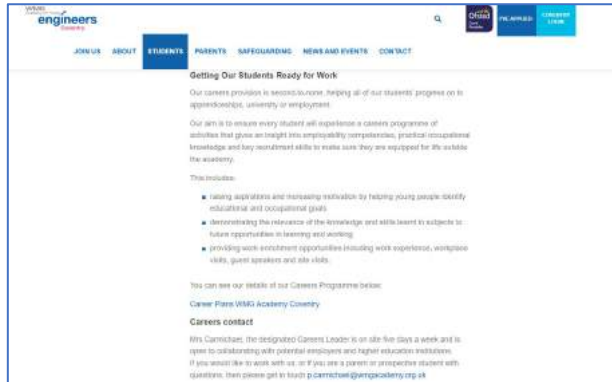 WMG
engineers
Coventry
Ofsted
Good
Provider
CONCERTO LOGIN
JOIN US ABOUT STUDENTS PARENTS SAFEGUARDING NEWS AND EVENTS CONTACT
Getting Our Students Ready for Work
Our careers provision is second-to-none, helping all of our students' progress on to
apprenticeships, university or employment.
Our aim is to ensure every student will experience a careers programme of
activities that gives an insight into employability competencies, practical occupational
knowledge and key recruitment skills to make sure they are equipped for life outside
the academy.
This includes:
raising aspirations and increasing motivation by helping young people identify
educational and occupational goals
demonstrating the relevance of the knowledge and skills learnt in subjects to
future opportunities in learning and working
providing work enrichment opportunities including work experience, workplace
visits, guest speakers and site visits.
You can see our details of our Careers Programme below:
Career Plans WMG Academy Coventry
Careers contact
Mrs Carmichael, the designated Careers Leader is on site five days a week and is
open to collaborating with potential employers and higher education institutions.
If you would like to work with us, or if you are a parent or prospective student with
questions, then please get in touch p.carmichael@wmgacademy.org.uk